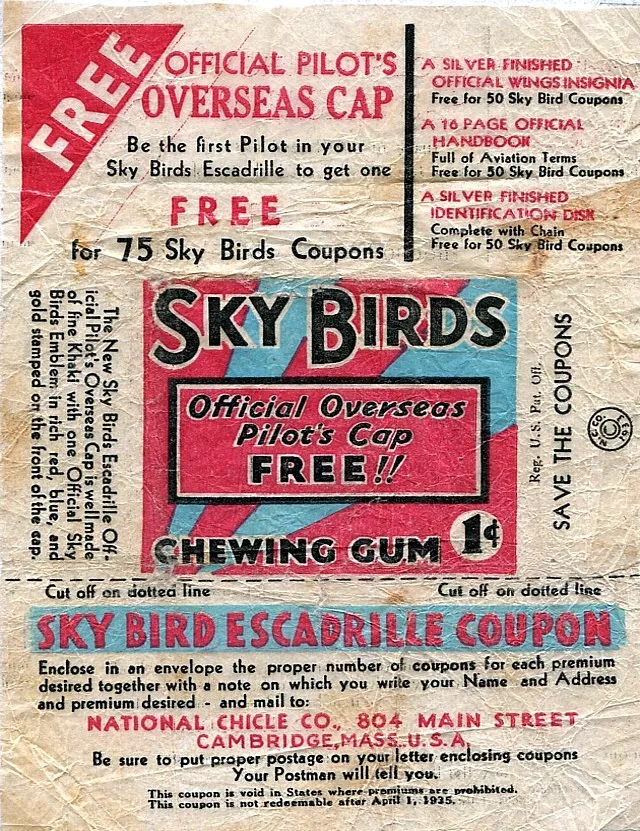 FREE
OFFICIAL PILOT'S
OVERSEAS CAP
Be the first Pilot in your
Sky Birds Escadrille to get one
FREE
for 75 Sky Birds Coupons
A SILVER FINISHED
OFFICIAL WINGS INSIGNIA
Free for 50 Sky Bird Coupons
A 16 PAGE OFFICIAL
HANDBOOK
Full of Aviation Terms
Free for 50 Sky Bird Coupons
A SILVER FINISHED
IDENTIFICATION DISK
Complete with Chain
Free for 50 Sky Bird Coupons
The New Sky Birds Escadrille Off-
icial Pilot's Overseas Cap is well made
of fine Khaki with one Official Sky
Birds Emblem in rich red, blue, and
gold stamped on the front of the cap.
SKY BIRDS
Official Overseas
Pilot's Cap
FREE!!
CHEWING GUM 1¢
Reg. U.S. Pat. Off.
SAVE THE COUPONS
Cut off on dotted line Cut off on dotted line
SKY BIRD ESCADRILLE COUPON
Enclose in an envelope the proper number of coupons for each premium
desired together with a note on which you write your Name and Address
and premium desired - and mail to:
NATIONAL CHICLE CO., 804 MAIN STREET
CAMBRIDGE, MASS. U.S.A.
Be sure to put proper postage on your letter enclosing coupons
Your Postman will tell you.
This coupon is void in States where premiums are prohibited.
This coupon is not redeemable after April 1, 1935.